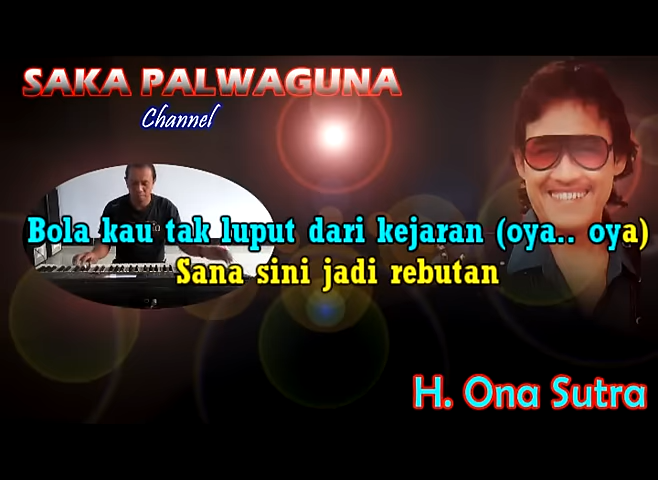 SAKA PALWAGUNA
Channel
Bola kau tak luput dari kejaran (oya.. oya)
Sana sini jadi rebutan
H. Ona Sutra